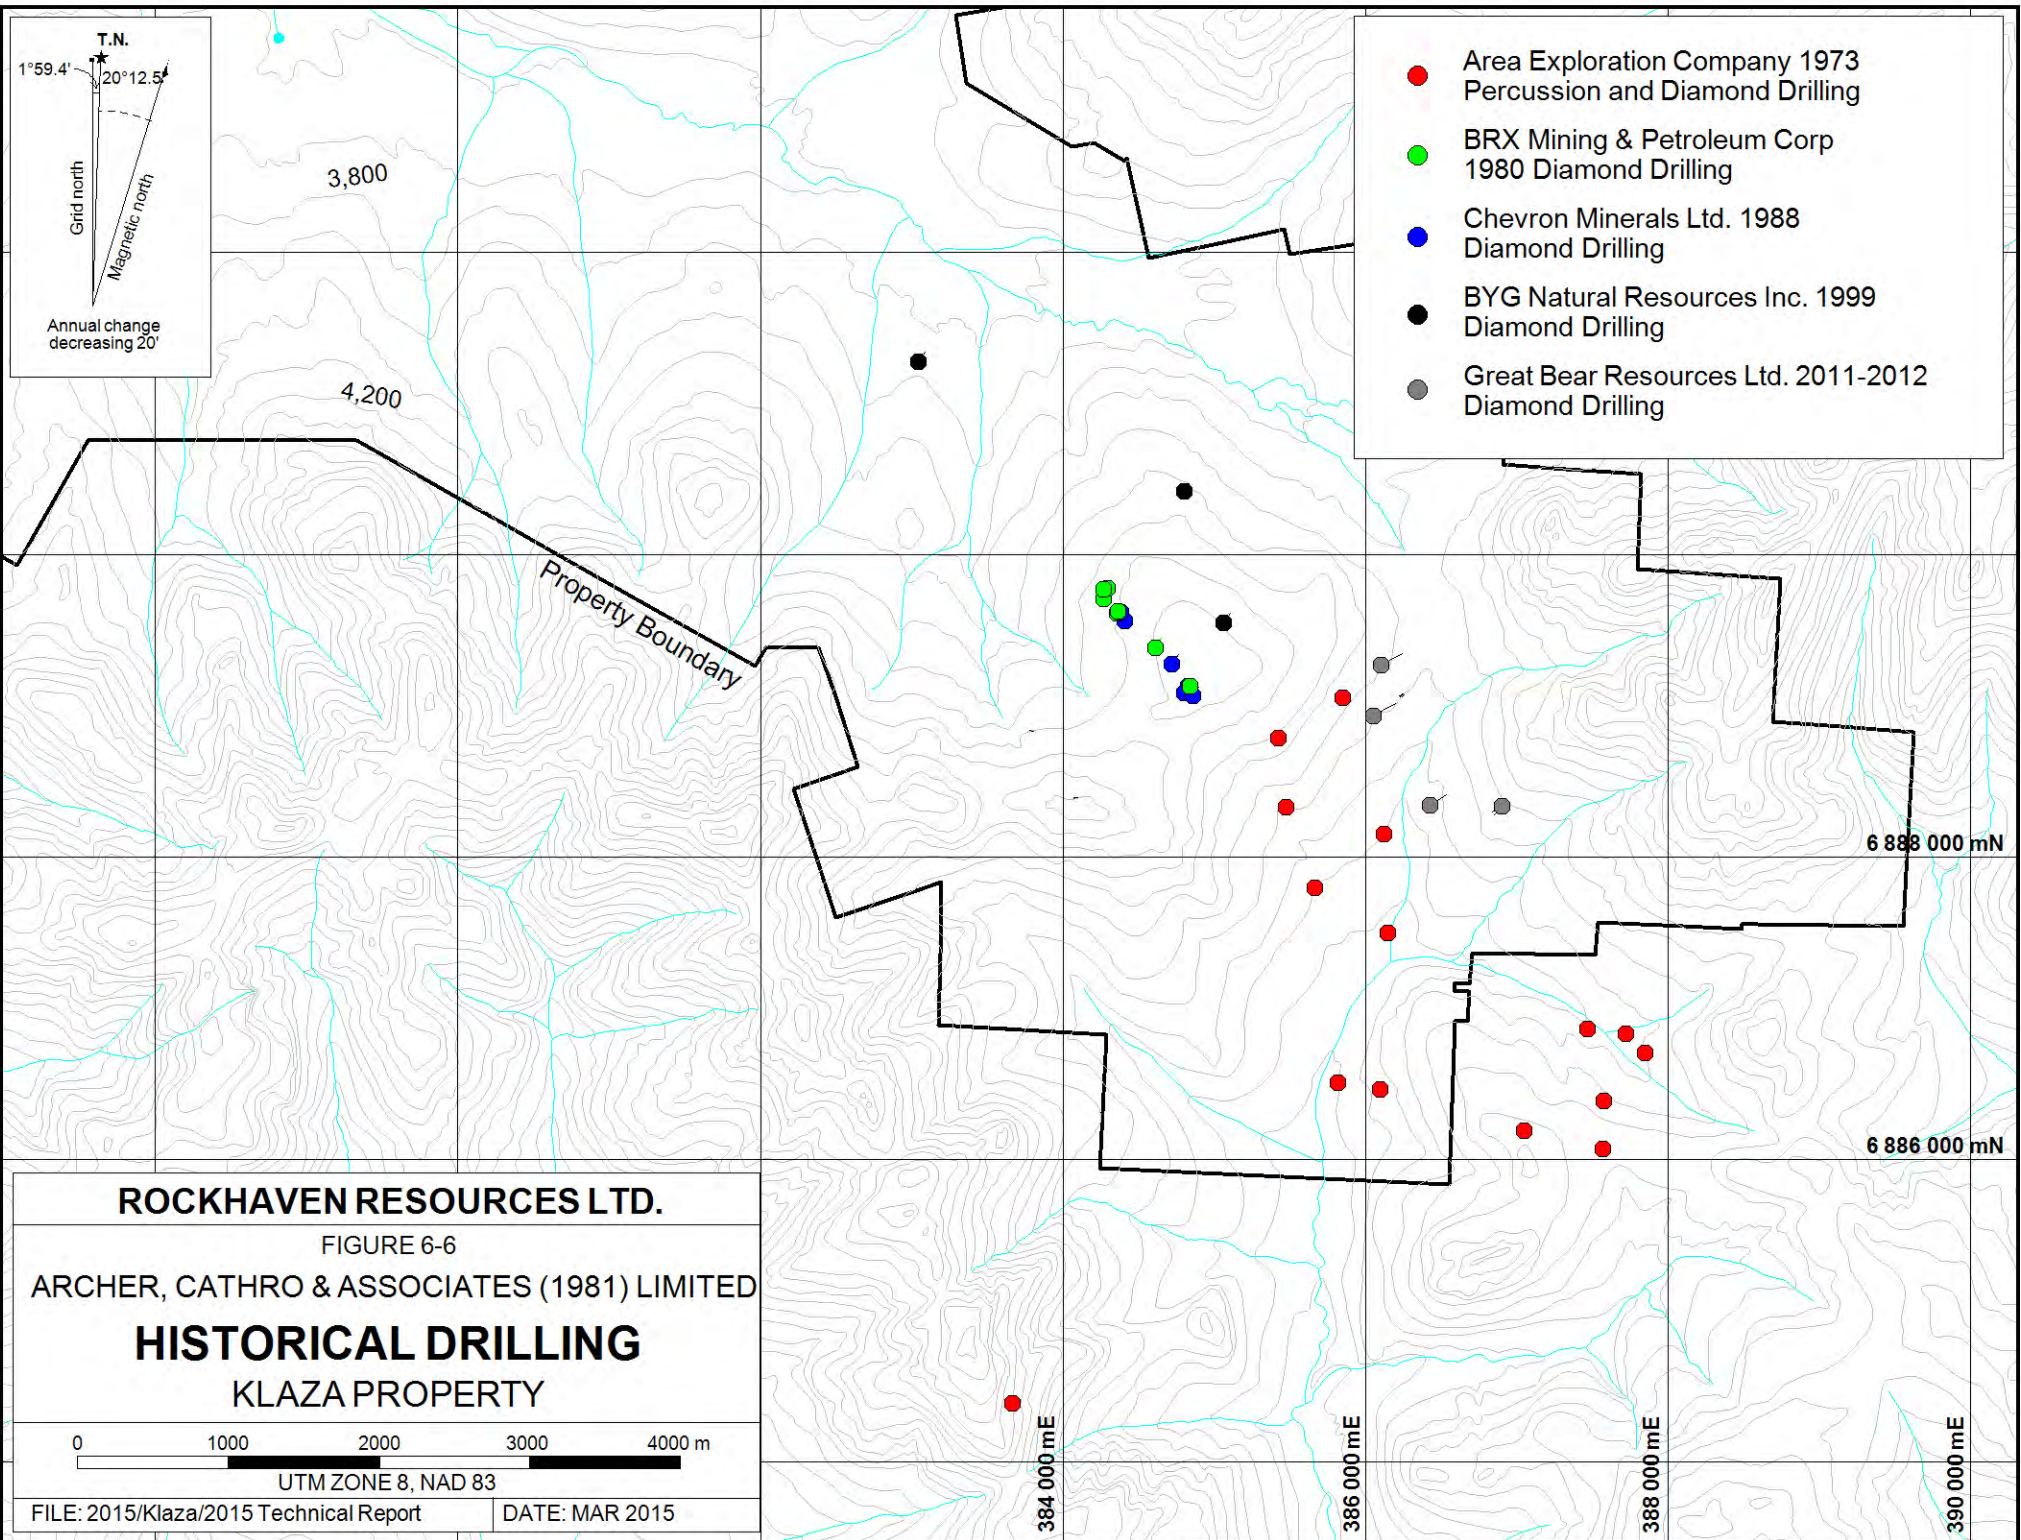 T.N.
1°59.4'
20°12.5'
Grid north
Magnetic north
Annual change
decreasing 20'
3,800
4,200
Property Boundary
Area Exploration Company 1973
Percussion and Diamond Drilling
BRX Mining & Petroleum Corp
1980 Diamond Drilling
Chevron Minerals Ltd. 1988
Diamond Drilling
BYG Natural Resources Inc. 1999
Diamond Drilling
Great Bear Resources Ltd. 2011-2012
Diamond Drilling
6 888 000 mN
6 886 000 mN
384 000 mE
386 000 mE
388 000 mE
390 000 mE
ROCKHAVEN RESOURCES LTD.
FIGURE 6-6
ARCHER, CATHRO & ASSOCIATES (1981) LIMITED
HISTORICAL DRILLING
KLAZA PROPERTY
0 1000 2000 3000 4000 m
UTM ZONE 8, NAD 83
FILE: 2015/Klaza/2015 Technical Report
DATE: MAR 2015